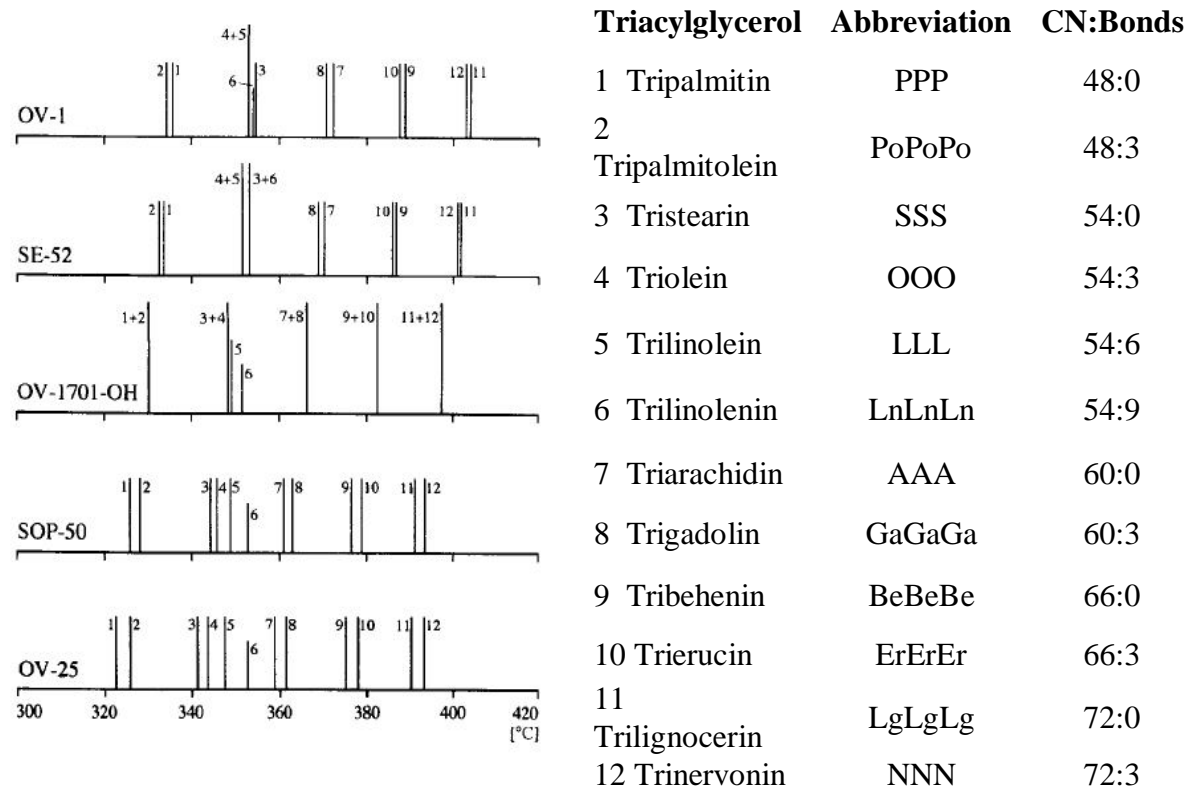 4+5
2 1 6 3 8 7 10 9 12 11
OV-1
4+5 3+6
2 1 8 7 10 9 12 11
SE-52
1+2 3+4 7+8 9+10 11+12
5
6
OV-1701-OH
1 2 3 4 5 7 8 9 10 11 12
6
SOP-50
1 2 3 4 5 7 8 9 10 11 12
6
OV-25
300 320 340 360 380 400 420
[°C]
Triacylglycerol Abbreviation CN:Bonds
1 Tripalmitin PPP 48:0
2
Tripalmitolein PoPoPo 48:3
3 Tristearin SSS 54:0
4 Triolein OOO 54:3
5 Trilinolein LLL 54:6
6 Trilinolenin LnLnLn 54:9
7 Triarachidin AAA 60:0
8 Trigadolin GaGaGa 60:3
9 Tribehenin BeBeBe 66:0
10 Trierucin ErErEr 66:3
11
Trilignocerin LgLgLg 72:0
12 Trinervonin NNN 72:3